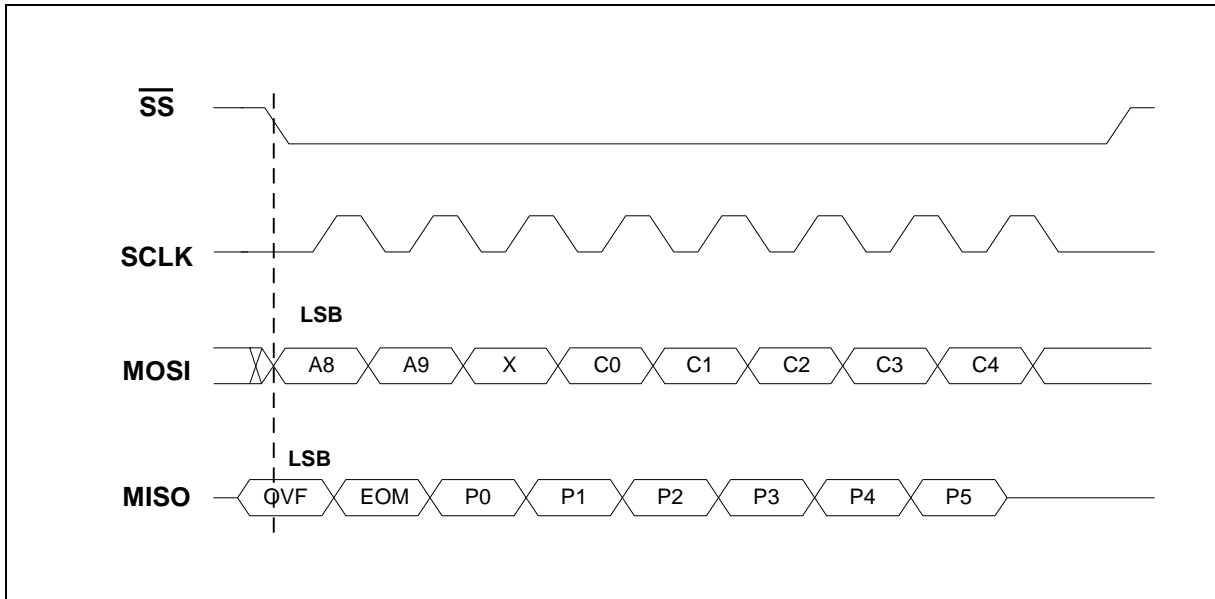 SS
SCLK
LSB
MOSI A8 A9 X C0 C1 C2 C3 C4
LSB
MISO OVF EOM P0 P1 P2 P3 P4 P5